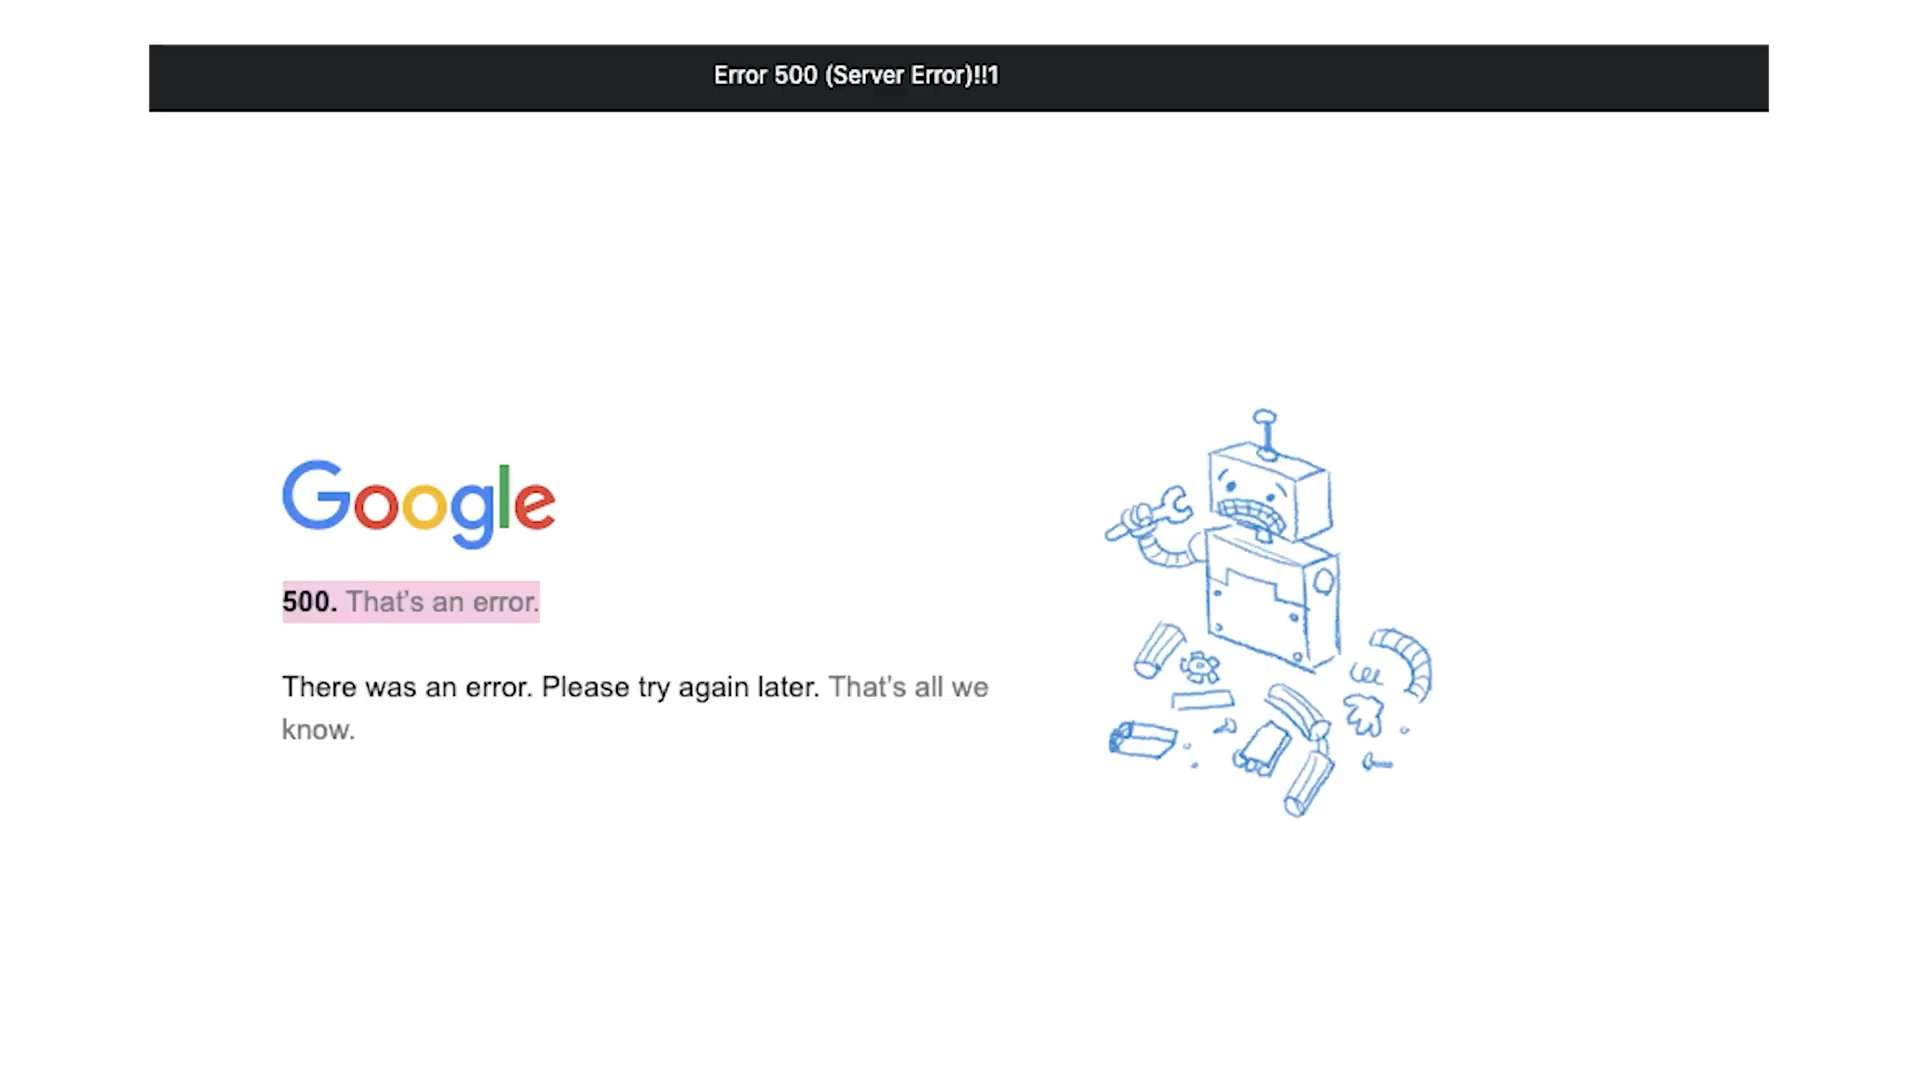 Error 500 (Server Error)!!1
Google
500. That's an error.
There was an error. Please try again later. That's all we
know.